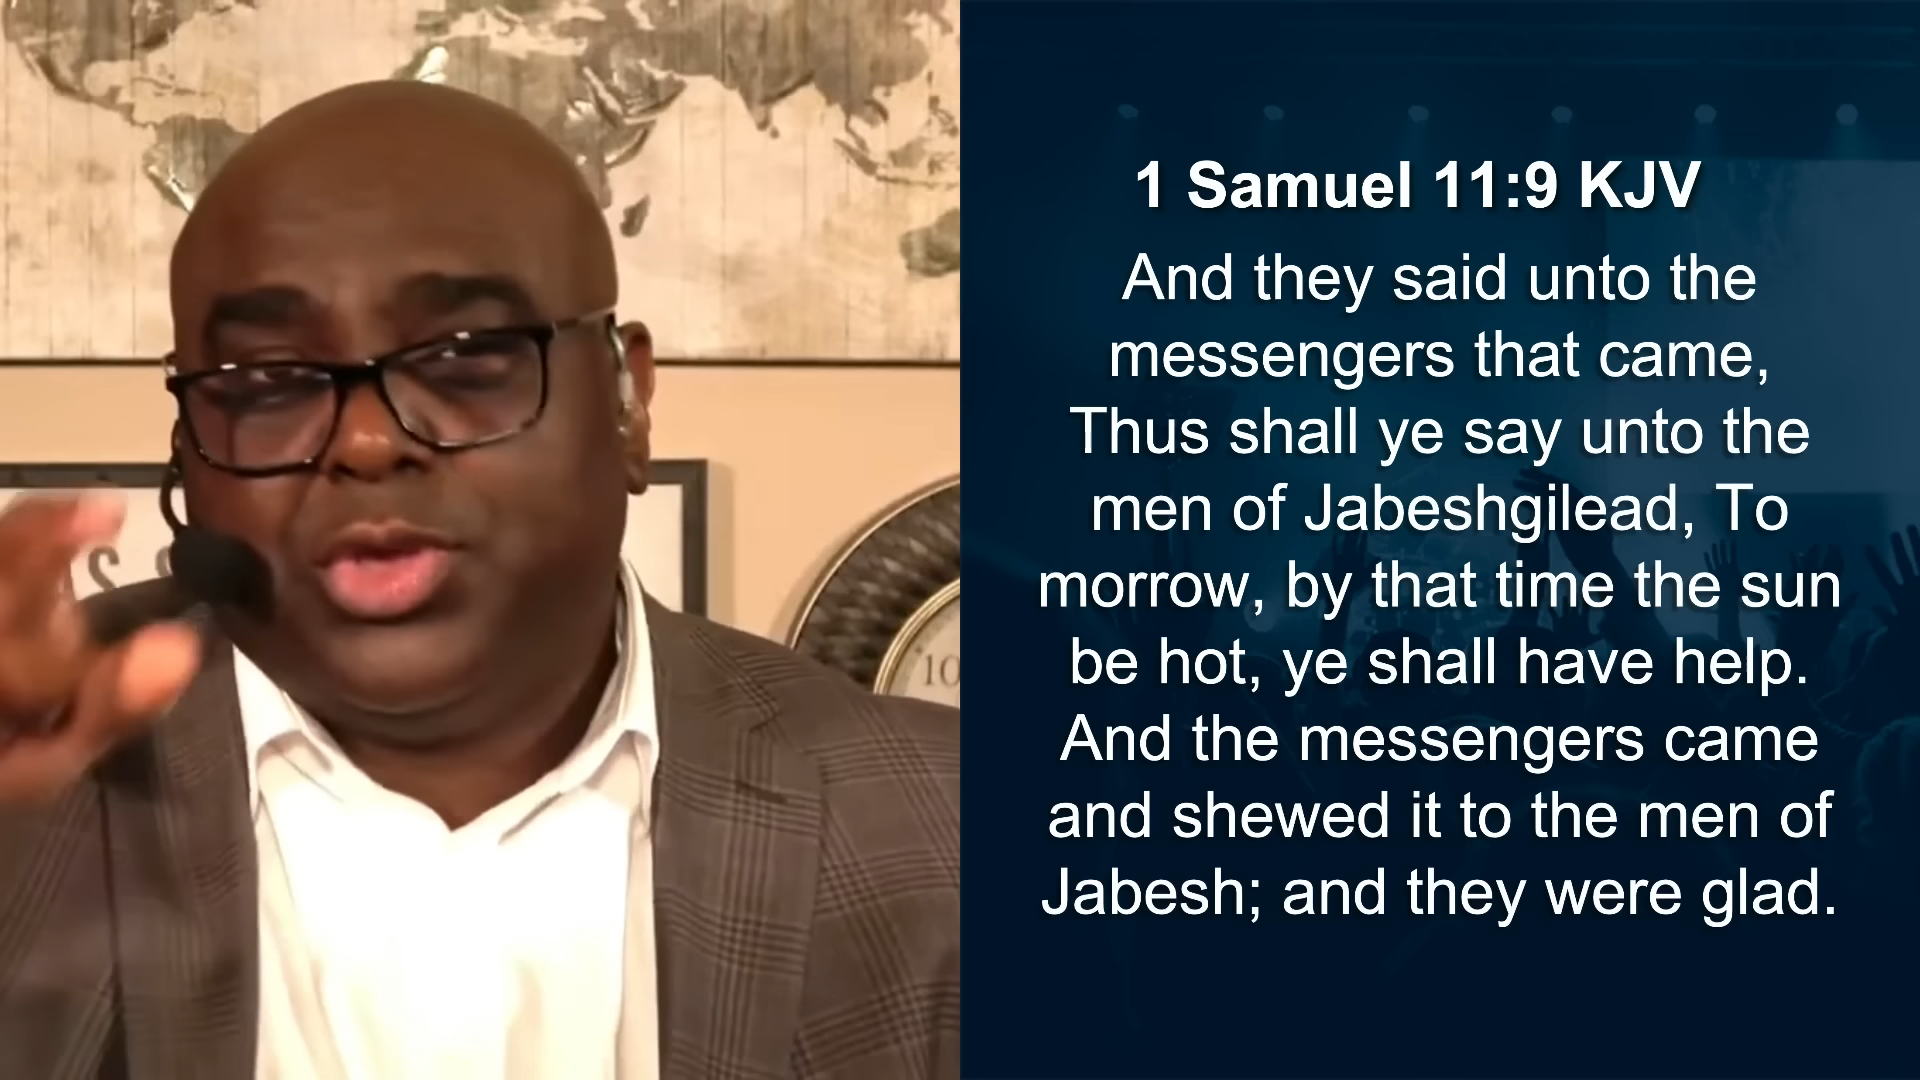 1 Samuel 11:9 KJV
And they said unto the
messengers that came,
Thus shall ye say unto the
men of Jabeshgilead, To
morrow, by that time the sun
be hot, ye shall have help.
And the messengers came
and shewed it to the men of
Jabesh; and they were glad.
10